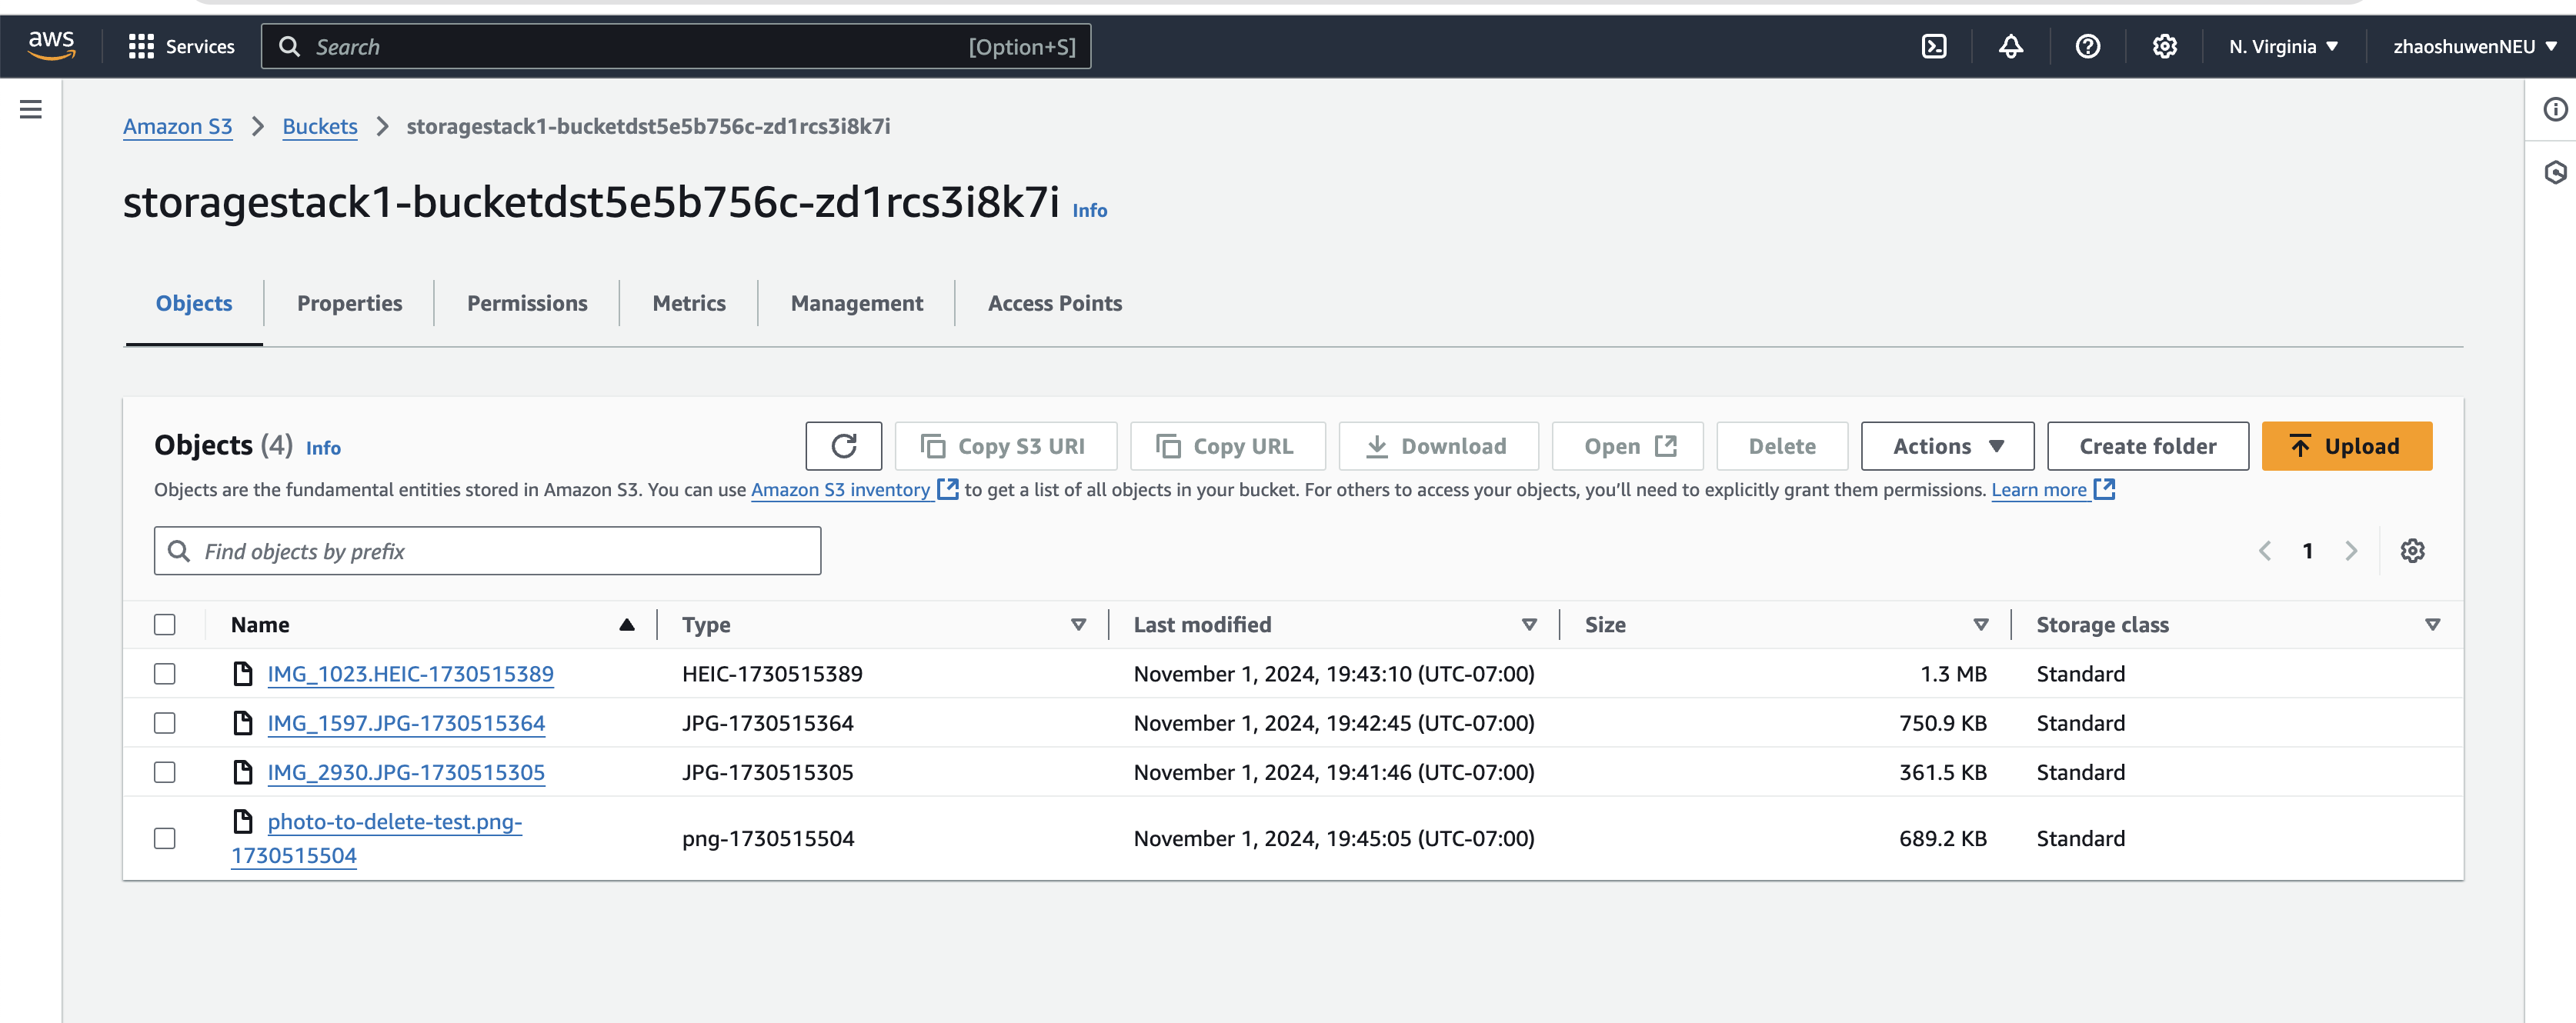 aws Services Search [Option+S] N. Virginia zhaoshuwenNEU
Amazon S3 Buckets storagestack1-bucketdst5e5b756c-zd1rcs3i8k7i
storagestack1-bucketdst5e5b756c-zd1rcs3i8k7i Info
Objects Properties Permissions Metrics Management Access Points
Objects (4) Info Copy S3 URI Copy URL Download Open Delete Actions Create folder Upload
Objects are the fundamental entities stored in Amazon S3. You can use Amazon S3 inventory to get a list of all objects in your bucket. For others to access your objects, you’ll need to explicitly grant them permissions. Learn more
Find objects by prefix 1
Name Type Last modified Size Storage class
IMG_1023.HEIC-1730515389 HEIC-1730515389 November 1, 2024, 19:43:10 (UTC-07:00) 1.3 MB Standard
IMG_1597.JPG-1730515364 JPG-1730515364 November 1, 2024, 19:42:45 (UTC-07:00) 750.9 KB Standard
IMG_2930.JPG-1730515305 JPG-1730515305 November 1, 2024, 19:41:46 (UTC-07:00) 361.5 KB Standard
photo-to-delete-test.png-
1730515504 png-1730515504 November 1, 2024, 19:45:05 (UTC-07:00) 689.2 KB Standard